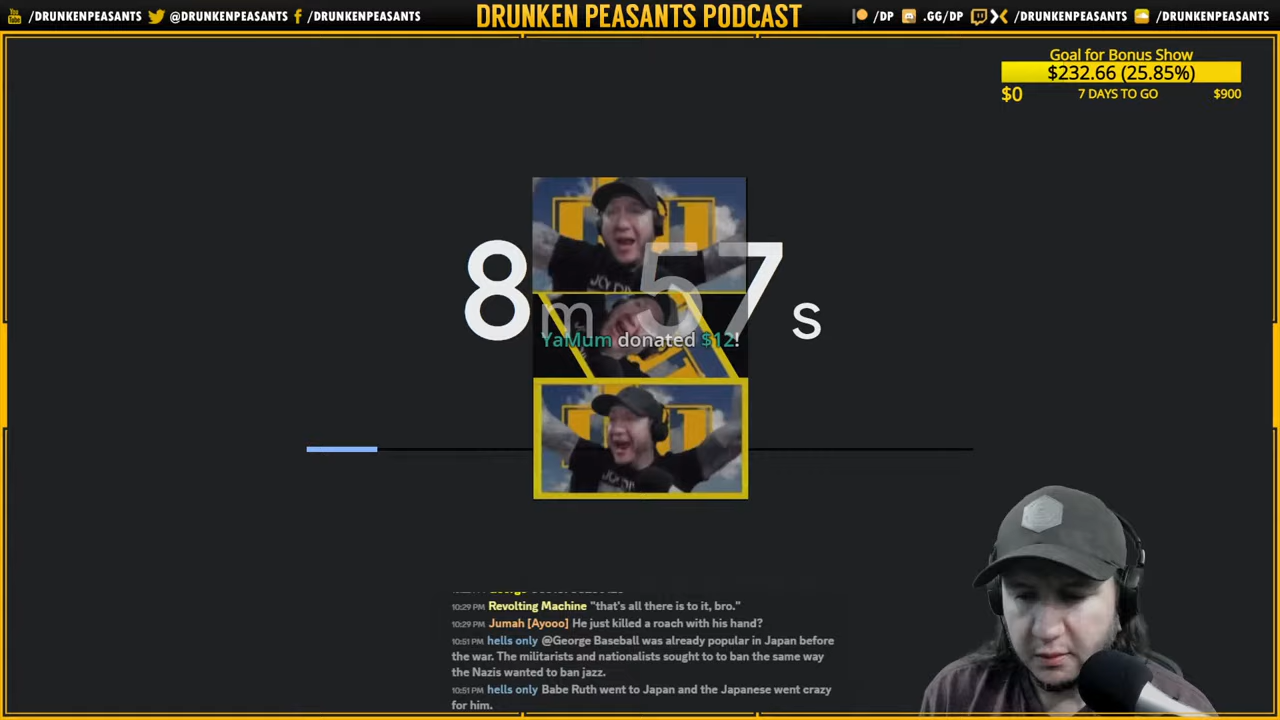 You Tube /DRUNKENPEASANTS @DRUNKENPEASANTS /DRUNKENPEASANTS DRUNKEN PEASANTS PODCAST /DP .GG/DP /DRUNKENPEASANTS /DRUNKENPEASANTS
Goal for Bonus Show
$232.66 (25.85%)
$0 7 DAYS TO GO $900
8m 57s
YaMum donated $12!
10:29 PM Revolting Machine "that's all there is to it, bro."
10:29 PM Jumah [Ayooo] He just killed a roach with his hand?
10:51 PM hells only @George Baseball was already popular in Japan before
the war. The militarists and nationalists sought to to ban the same way
the Nazis wanted to ban jazz.
10:51 PM hells only Babe Ruth went to Japan and the Japanese went crazy
for him.